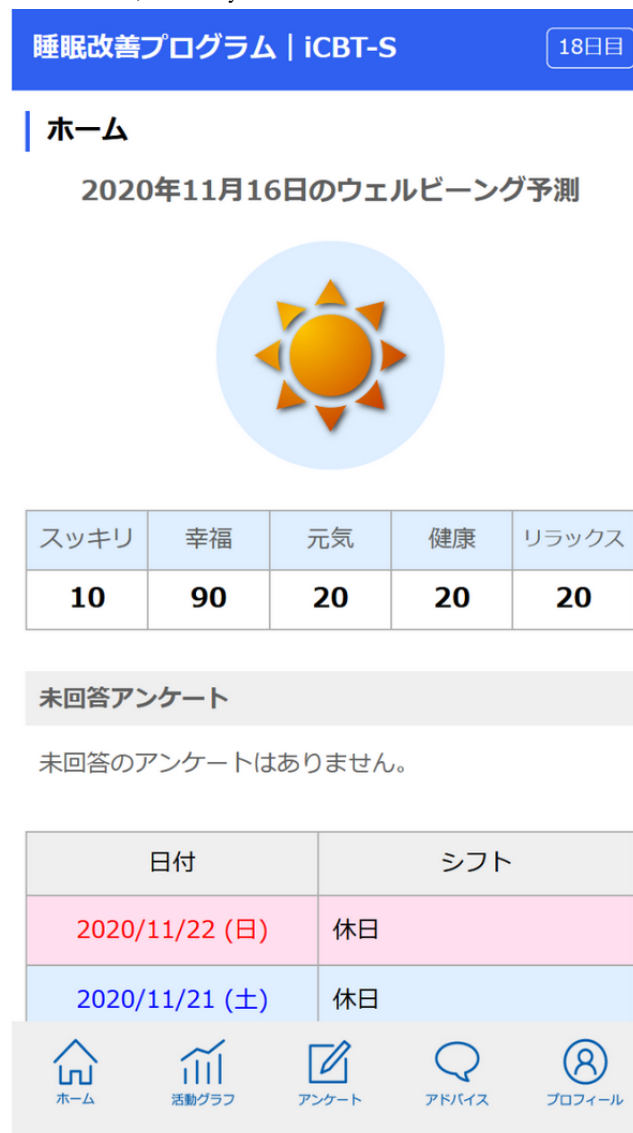 睡眠改善プログラム｜iCBT-S 18日目
ホーム
2020年11月16日のウェルビーング予測
スッキリ 幸福 元気 健康 リラックス
10 90 20 20 20
未回答アンケート
未回答のアンケートはありません。
日付 シフト
2020/11/22 (日) 休日
2020/11/21 (土) 休日
ホーム 活動グラフ アンケート アドバイス プロフィール